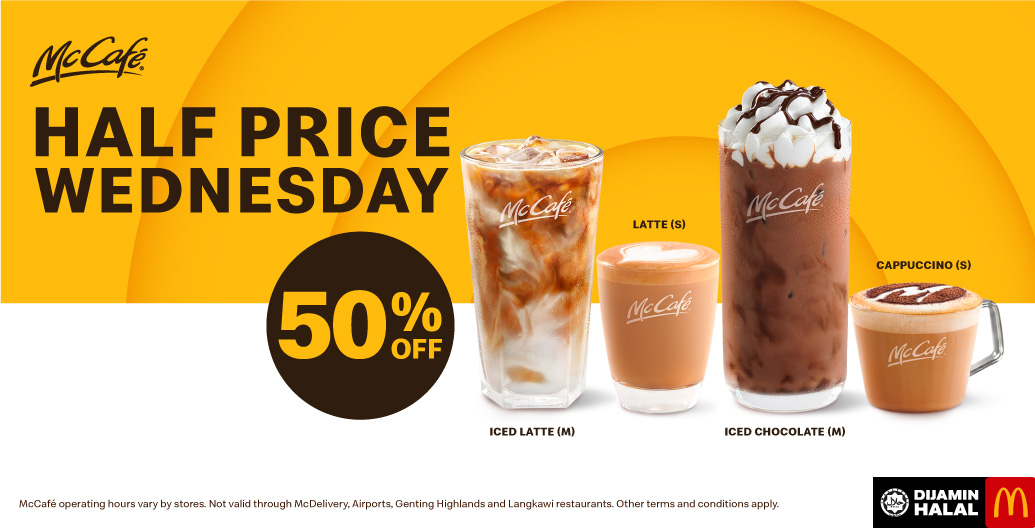 McCafé®
HALF PRICE
WEDNESDAY
50% OFF
McCafé
LATTE (S)
McCafé
McCafé
CAPPUCCINO (S)
McCafé
ICED LATTE (M)
ICED CHOCOLATE (M)
McCafé operating hours vary by stores. Not valid through McDelivery, Airports, Genting Highlands and Langkawi restaurants. Other terms and conditions apply.
DIJAMIN
HALAL